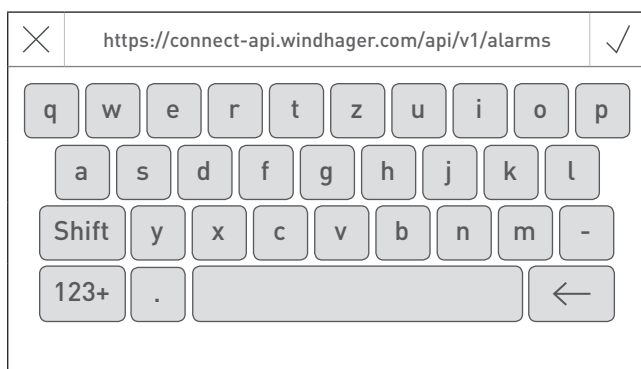 https://connect-api.windhager.com/api/v1/alarms
q w e r t z u i o p
a s d f g h j k l
Shift y x c v b n m -
123+ .